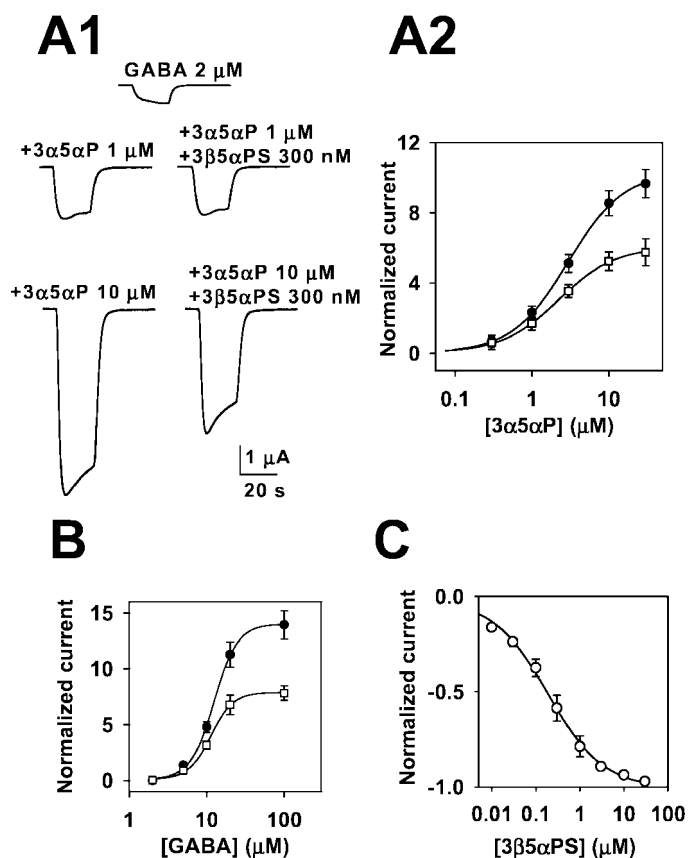 A1
GABA 2 μM
+3α5αP 1 μM
+3α5αP 1 μM
+3β5αPS 300 nM
+3α5αP 10 μM
+3α5αP 10 μM
+3β5αPS 300 nM
1 μA
20 s
A2
Normalized current
12
8
4
0
0.1 1 10
[3α5αP] (μM)
B
Normalized current
15
10
5
0
1 10 100
[GABA] (μM)
C
Normalized current
0.0
-0.5
-1.0
0.01 0.1 1 10 100
[3β5αPS] (μM)